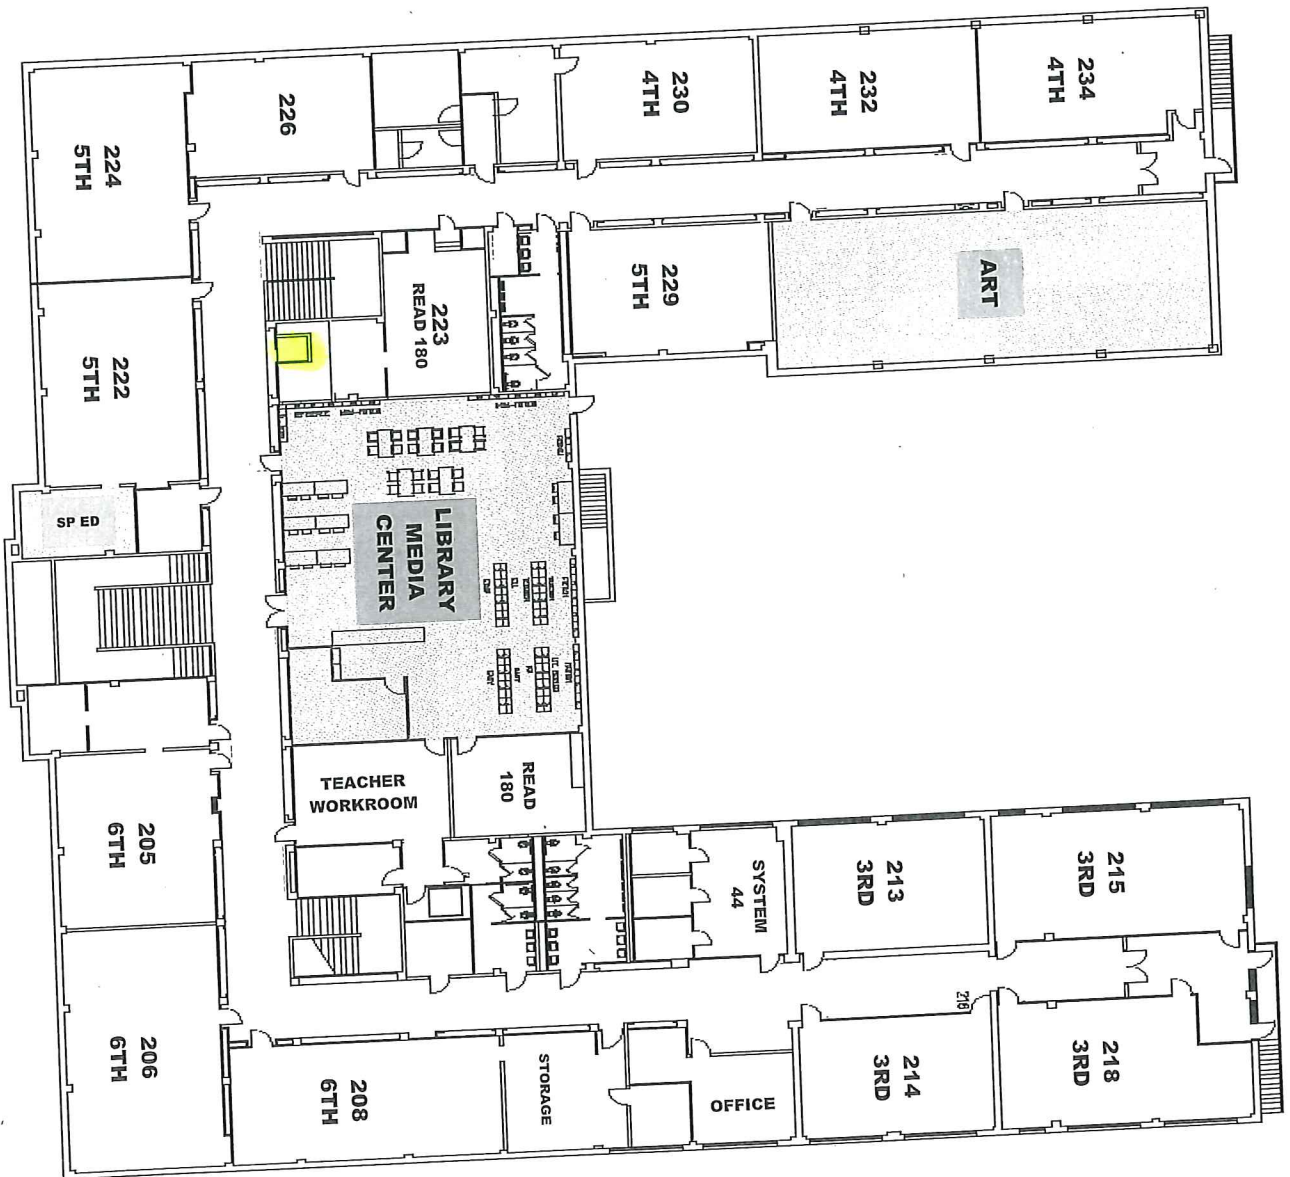 234
4TH
232
4TH
230
4TH
226
224
5TH
ART
229
5TH
223
READ 180
222
5TH
SP ED
LIBRARY
MEDIA
CENTER
TEACHER
WORKROOM
READ
180
205
6TH
215
3RD
213
3RD
SYSTEM
44
216
206
6TH
208
6TH
STORAGE
OFFICE
214
3RD
218
3RD